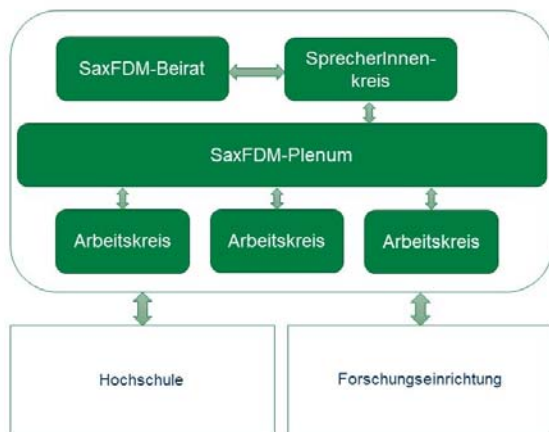 SaxFDM-Beirat
SprecherInnen-
kreis
SaxFDM-Plenum
Arbeitskreis
Arbeitskreis
Arbeitskreis
Hochschule
Forschungseinrichtung